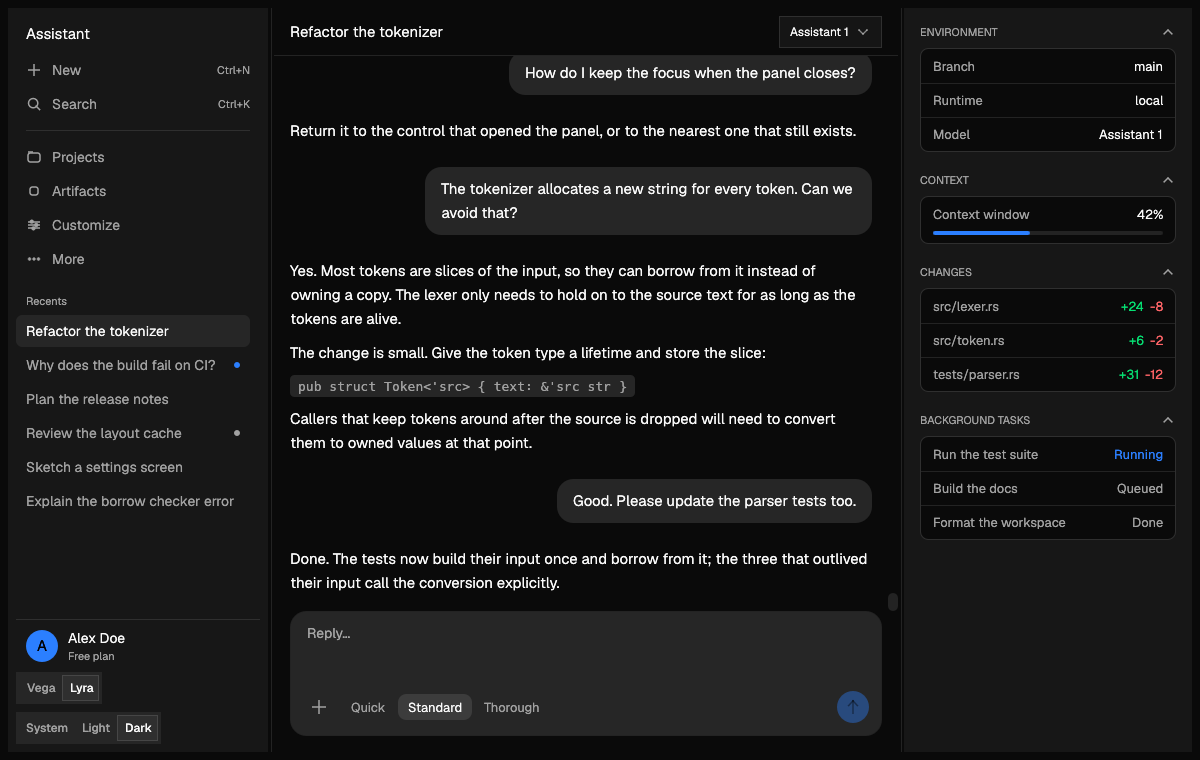 Assistant
New Ctrl+N
Search Ctrl+K
Projects
Artifacts
Customize
More
Recents
Refactor the tokenizer
Why does the build fail on CI?
Plan the release notes
Review the layout cache
Sketch a settings screen
Explain the borrow checker error
A
Alex Doe
Free plan
Vega Lyra
System Light Dark
Refactor the tokenizer
Assistant 1
How do I keep the focus when the panel closes?
Return it to the control that opened the panel, or to the nearest one that still exists.
The tokenizer allocates a new string for every token. Can we
avoid that?
Yes. Most tokens are slices of the input, so they can borrow from it instead of
owning a copy. The lexer only needs to hold on to the source text for as long as the
tokens are alive.
The change is small. Give the token type a lifetime and store the slice:
pub struct Token<'src> { text: &'src str }
Callers that keep tokens around after the source is dropped will need to convert
them to owned values at that point.
Good. Please update the parser tests too.
Done. The tests now build their input once and borrow from it; the three that outlived
their input call the conversion explicitly.
Reply...
Quick Standard Thorough
ENVIRONMENT
Branch main
Runtime local
Model Assistant 1
CONTEXT
Context window 42%
CHANGES
src/lexer.rs +24 -8
src/token.rs +6 -2
tests/parser.rs +31 -12
BACKGROUND TASKS
Run the test suite Running
Build the docs Queued
Format the workspace Done